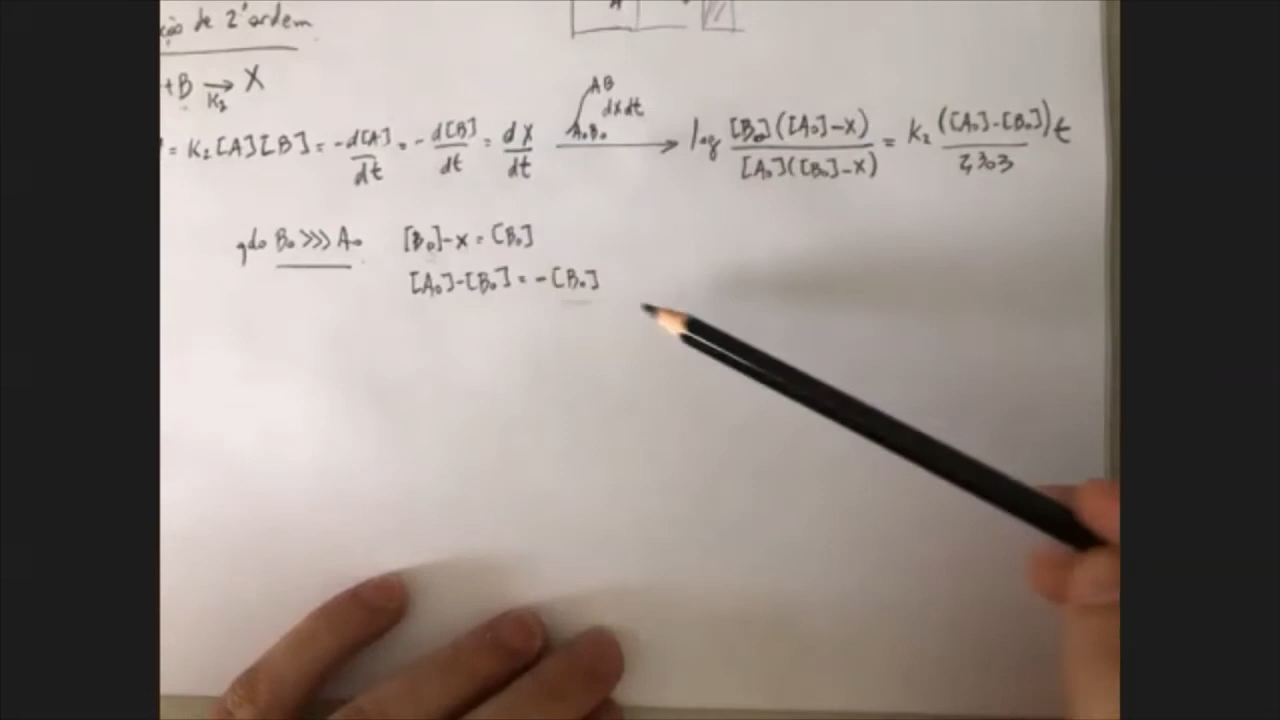 ção de 2ª ordem
A
+B → X
K₂
= K₂[A][B] = -d[A]/dt = -d[B]/dt = dX/dt ∫ A₀B₀ AB dxdt → log [B₀]([A₀]-X)/[A₀]([B₀]-X) = K₂ ([A₀]-[B₀])t/2,303
qdo B₀ >>> A₀ [B₀]-x = [B₀]
[A₀]-[B₀] = -[B₀]